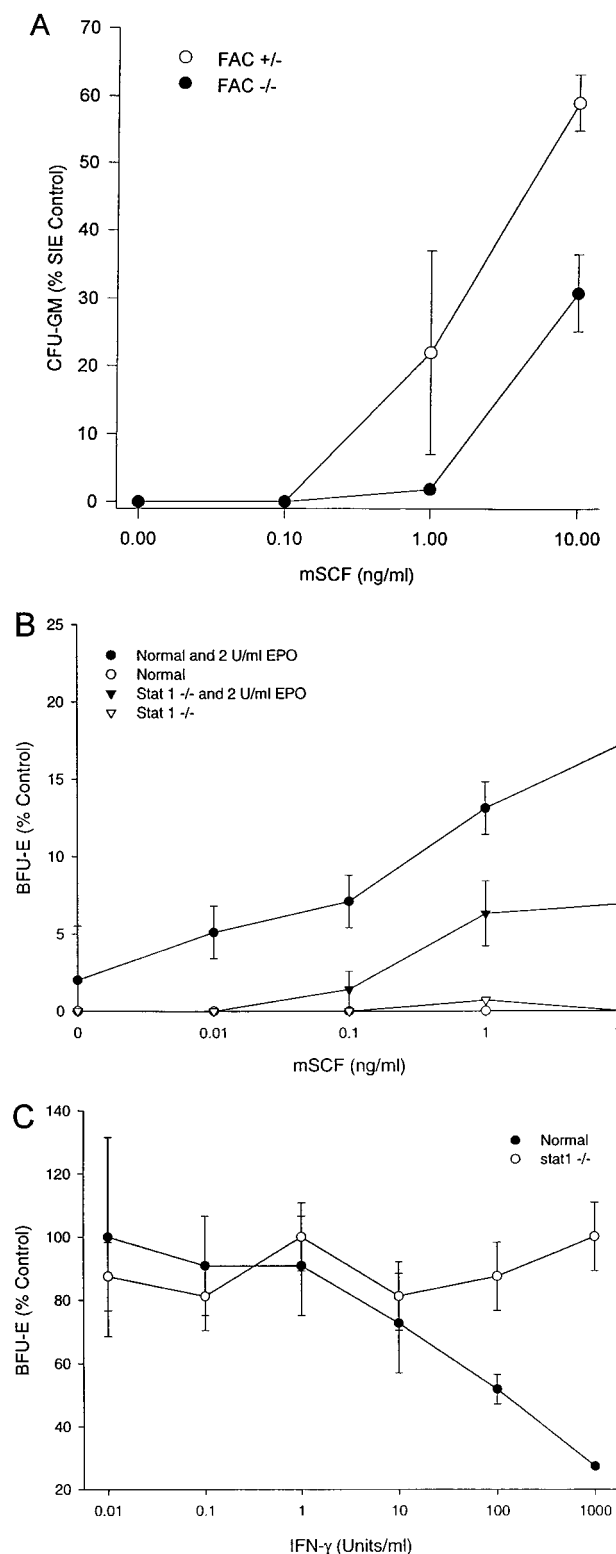 A
FAC +/-
FAC -/-
CFU-GM (% SIE Control)
70
60
50
40
30
20
10
0
0.00 0.10 1.00 10.00
mSCF (ng/ml)
B
Normal and 2 U/ml EPO
Normal
Stat 1 -/- and 2 U/ml EPO
Stat 1 -/-
BFU-E (% Control)
25
20
15
10
5
0
0 0.01 0.1 1
mSCF (ng/ml)
C
Normal
stat1 -/-
BFU-E (% Control)
140
120
100
80
60
40
20
0.01 0.1 1 10 100 1000
IFN-γ (Units/ml)